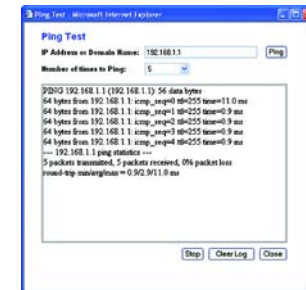 Ping Test - Microsoft Internet Explorer
Ping Test
IP Address or Domain Name: 192.168.1.1 Ping
Number of times to Ping: 5
PING 192.168.1.1 (192.168.1.1): 56 data bytes
64 bytes from 192.168.1.1: icmp_seq=0 ttl=255 time=11.0 ms
64 bytes from 192.168.1.1: icmp_seq=1 ttl=255 time=0.9 ms
64 bytes from 192.168.1.1: icmp_seq=2 ttl=255 time=0.9 ms
64 bytes from 192.168.1.1: icmp_seq=3 ttl=255 time=0.9 ms
64 bytes from 192.168.1.1: icmp_seq=4 ttl=255 time=0.9 ms
--- 192.168.1.1 ping statistics ---
5 packets transmitted, 5 packets received, 0% packet loss
round-trip min/avg/max = 0.9/2.9/11.0 ms
Stop Clear Log Close